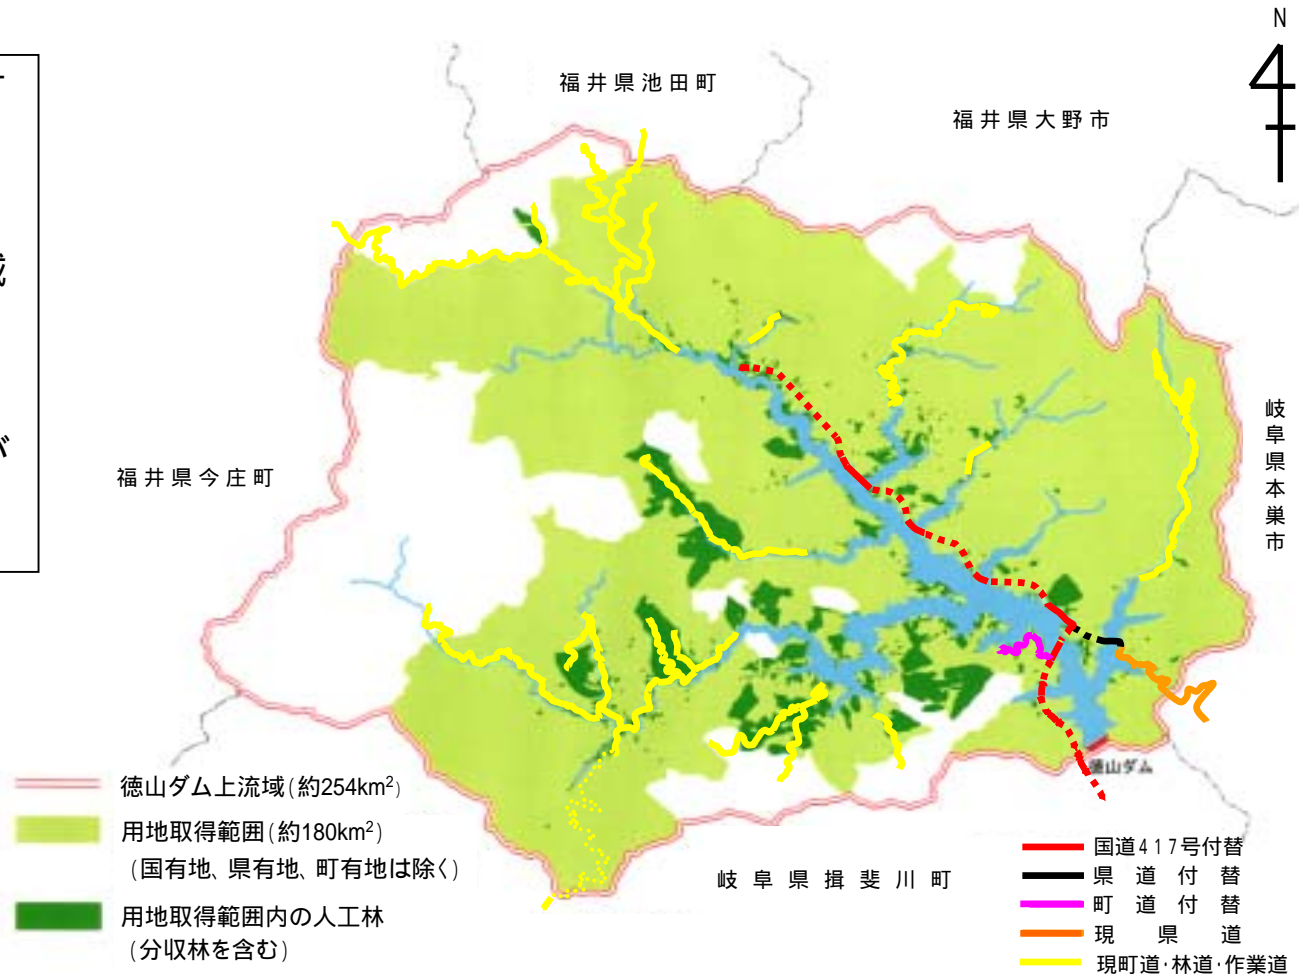 N
福井県池田町
福井県大野市
岐阜県本巣市
福井県今庄町
が
徳山ダム
徳山ダム上流域(約254km²)
用地取得範囲(約180km²)
(国有地、県有地、町有地は除く)
用地取得範囲内の人工林
(分収林を含む)
岐阜県揖斐川町
国道417号付替
県道付替
町道付替
現県道
現町道・林道・作業道